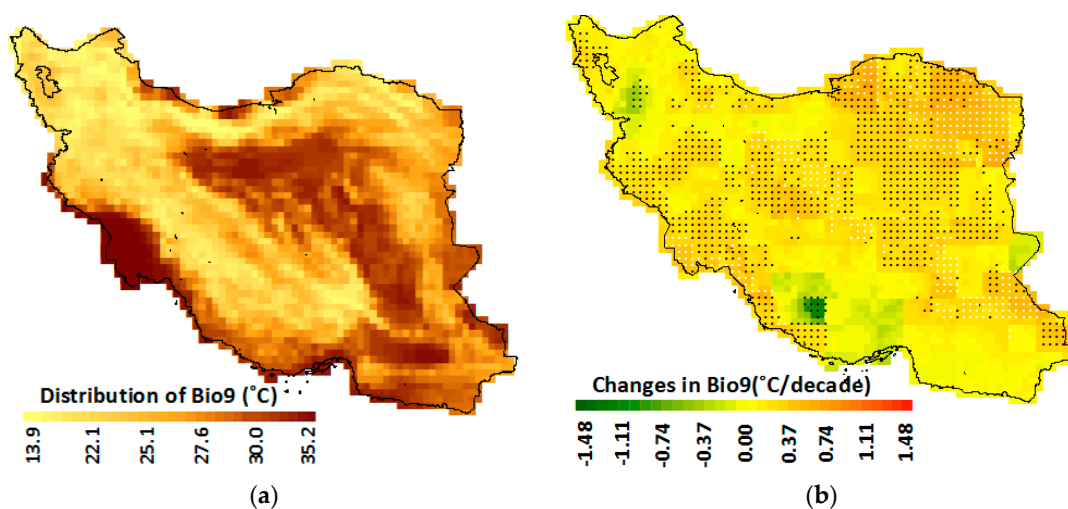 Distribution of Bio9 (˚C)
13.9 22.1 25.1 27.6 30.0 35.2
(a)
Changes in Bio9(˚C/decade)
-1.48 -1.11 -0.74 -0.37 0.00 0.37 0.74 1.11 1.48
(b)